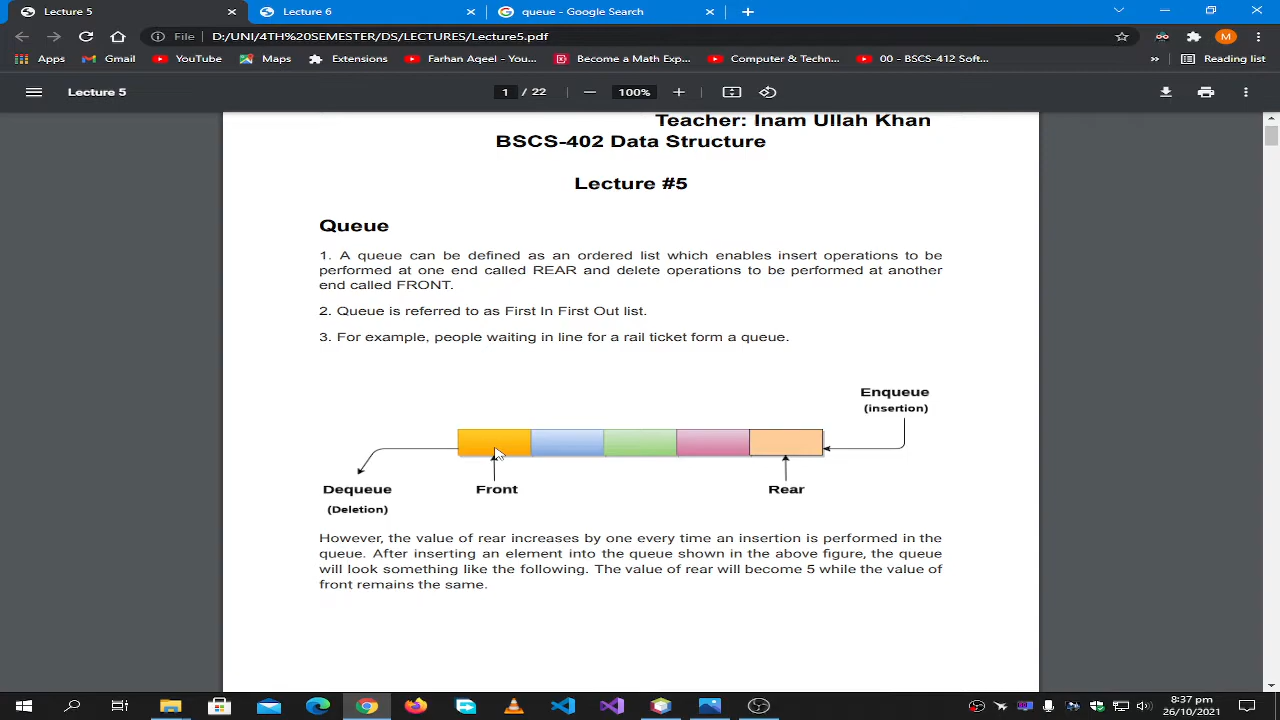 Lecture 5
Lecture 6
queue - Google Search
File
D:/UNI/4TH%20SEMESTER/DS/LECTURES/Lecture5.pdf
M
Apps
Gmail
YouTube
Maps
Extensions
Farhan Aqeel - You...
Become a Math Exp...
Computer & Techn...
00 - BSCS-412 Soft...
»
Reading list
Lecture 5
1 / 22
100%
Teacher: Inam Ullah Khan
BSCS-402 Data Structure
Lecture #5
Queue
1. A queue can be defined as an ordered list which enables insert operations to be
performed at one end called REAR and delete operations to be performed at another
end called FRONT.
2. Queue is referred to as First In First Out list.
3. For example, people waiting in line for a rail ticket form a queue.
Enqueue
(insertion)
Dequeue
(Deletion)
Front
Rear
However, the value of rear increases by one every time an insertion is performed in the
queue. After inserting an element into the queue shown in the above figure, the queue
will look something like the following. The value of rear will become 5 while the value of
front remains the same.
8:37 pm
26/10/2021